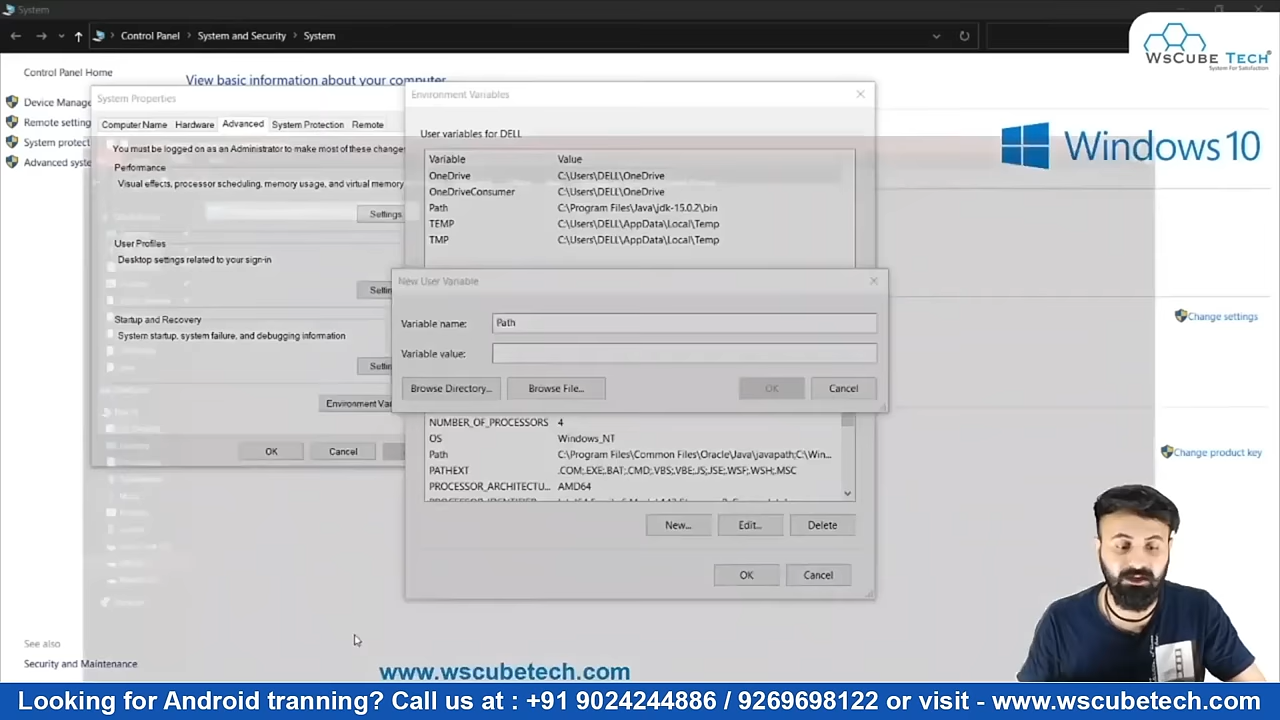 System
Control Panel > System and Security > System
WsCube Tech®
System For Satisfaction
Control Panel Home
View basic information about your computer
Device Manage
Remote setting
System protect
Advanced syste
System Properties
Computer Name Hardware Advanced System Protection Remote
You must be logged on as an Administrator to make most of these changes
Performance
Visual effects, processor scheduling, memory usage, and virtual memory
Settings
User Profiles
Desktop settings related to your sign-in
Settin
Startup and Recovery
System startup, system failure, and debugging information
Settin
Environment Va
OK Cancel
Environment Variables
User variables for DELL
Variable Value
OneDrive C:\Users\DELL\OneDrive
OneDriveConsumer C:\Users\DELL\OneDrive
Path C:\Program Files\Java\jdk-15.0.2\bin
TEMP C:\Users\DELL\AppData\Local\Temp
TMP C:\Users\DELL\AppData\Local\Temp
New User Variable
Variable name: Path
Variable value:
Browse Directory... Browse File... OK Cancel
NUMBER_OF_PROCESSORS 4
OS Windows_NT
Path C:\Program Files\Common Files\Oracle\Java\javapath;C:\Win...
PATHEXT .COM;.EXE;.BAT;.CMD;.VBS;.VBE;.JS;.JSE;.WSF;.WSH;.MSC
PROCESSOR_ARCHITECTU... AMD64
New... Edit... Delete
OK Cancel
Windows 10
Change settings
Change product key
See also
Security and Maintenance
www.wscubetech.com
Looking for Android tranning? Call us at : +91 9024244886 / 9269698122 or visit - www.wscubetech.com